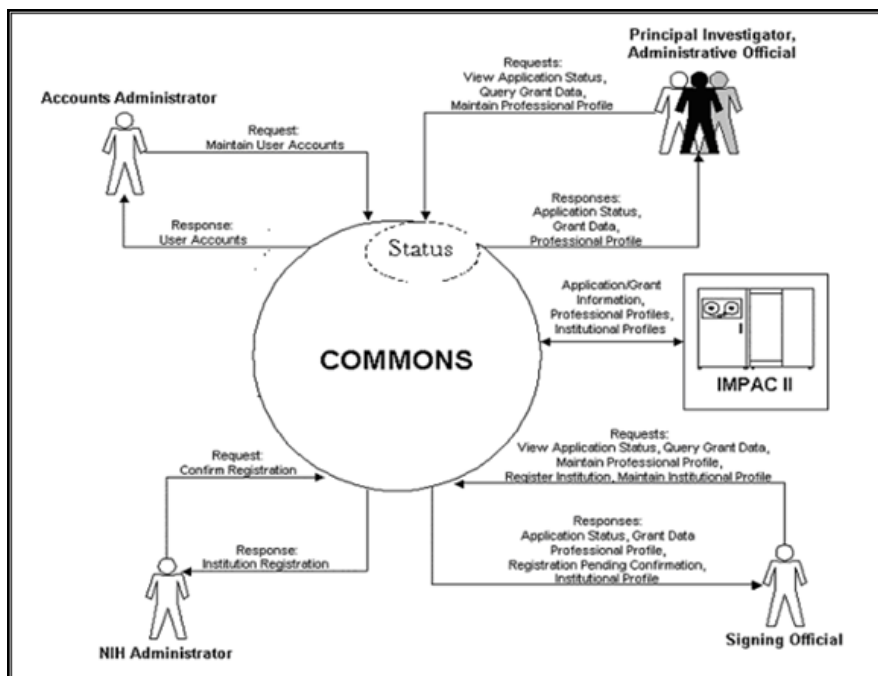 Principal Investigator,
Administrative Official
Requests:
View Application Status,
Query Grant Data,
Maintain Professional Profile
Accounts Administrator
Request:
Maintain User Accounts
Response:
User Accounts
Responses:
Application Status,
Grant Data,
Professional Profile
Status
Application/Grant
Information,
Professional Profiles,
Institutional Profiles
COMMONS
IMPAC II
Requests:
View Application Status, Query Grant Data,
Maintain Professional Profile,
Register Institution, Maintain Institutional Profile
Request:
Confirm Registration
Responses:
Application Status, Grant Data
Professional Profile,
Registration Pending Confirmation,
Institutional Profile
Response:
Institution Registration
NIH Administrator
Signing Official